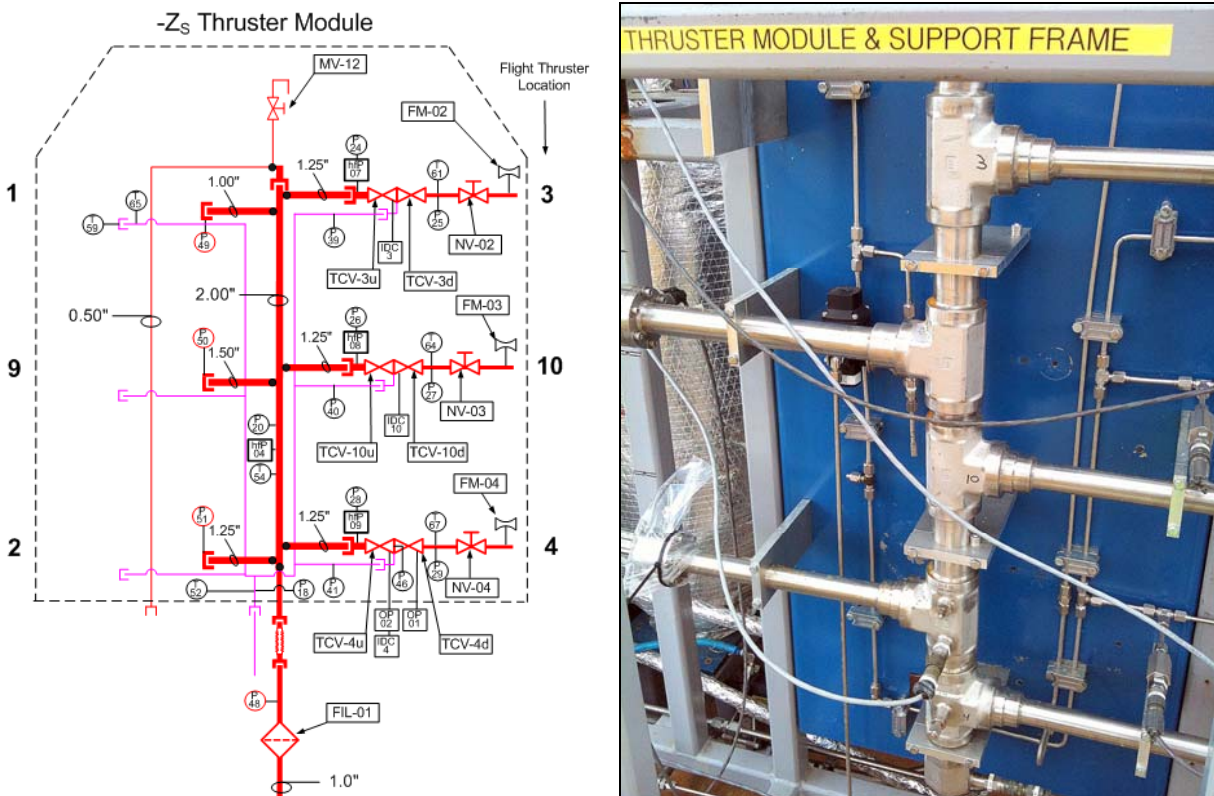 -Zs Thruster Module
MV-12
Flight Thruster
Location
FM-02
P
24
hfP
07
1.25"
T
61
1
1.00"
3
T
65
T
59
P
49
P
39
IDC
3
P
25
NV-02
TCV-3u
TCV-3d
2.00"
0.50"
FM-03
P
26
hfP
08
P
50
1.25"
T
64
9
1.50"
10
P
40
IDC
10
P
27
NV-03
P
20
hfP
04
T
54
TCV-10u
TCV-10d
FM-04
P
28
hfP
09
P
51
1.25"
1.25"
T
67
2
4
T
52
P
18
P
41
P
46
P
29
NV-04
OP
02
OP
01
IDC
4
TCV-4u
TCV-4d
P
48
FIL-01
1.0"
THRUSTER MODULE & SUPPORT FRAME
3
10